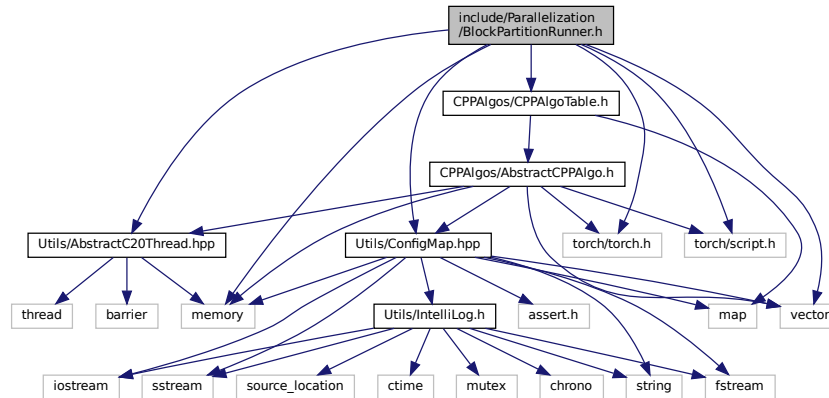 include/Parallelization
/BlockPartitionRunner.h
CPPAlgos/CPPAlgoTable.h
CPPAlgos/AbstractCPPAlgo.h
Utils/AbstractC20Thread.hpp
Utils/ConfigMap.hpp
torch/torch.h
torch/script.h
thread
barrier
memory
Utils/IntelliLog.h
assert.h
map
vector
iostream
sstream
source_location
ctime
mutex
chrono
string
fstream